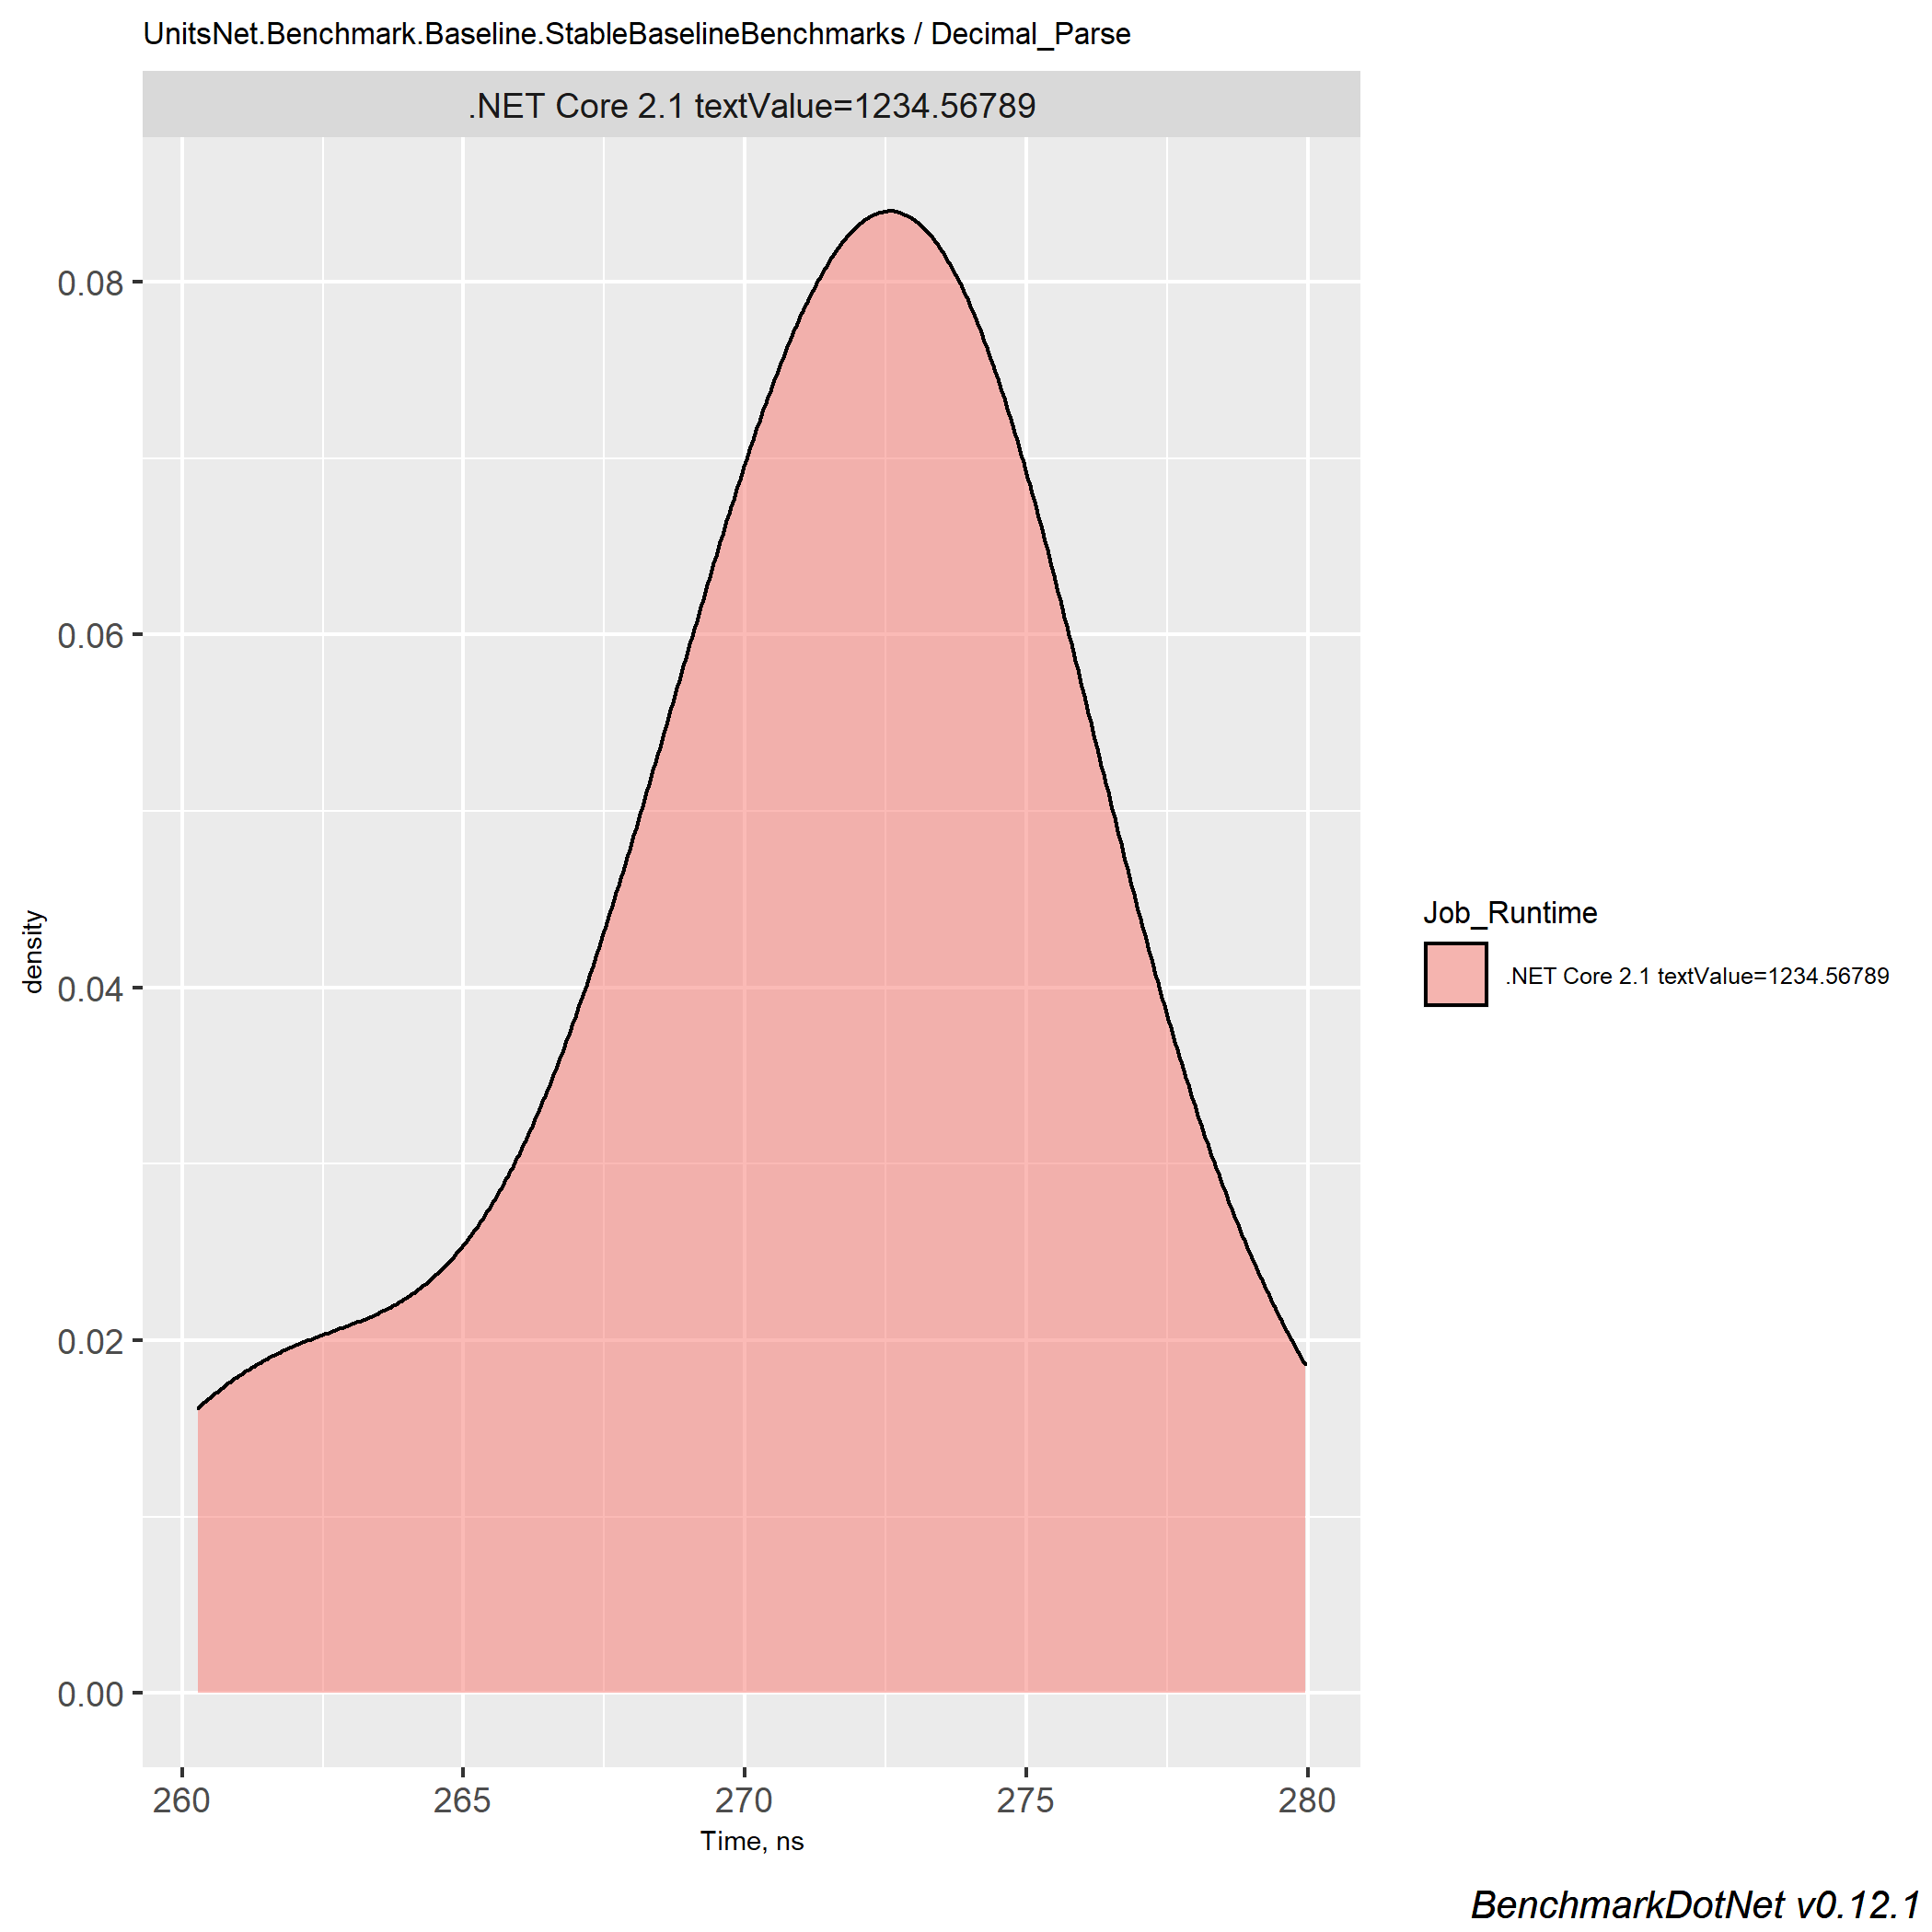 UnitsNet.Benchmark.Baseline.StableBaselineBenchmarks / Decimal_Parse
.NET Core 2.1 textValue=1234.56789
0.08
0.06
0.04
0.02
0.00
density
260 265 270 275 280
Time, ns
Job_Runtime
.NET Core 2.1 textValue=1234.56789
BenchmarkDotNet v0.12.1